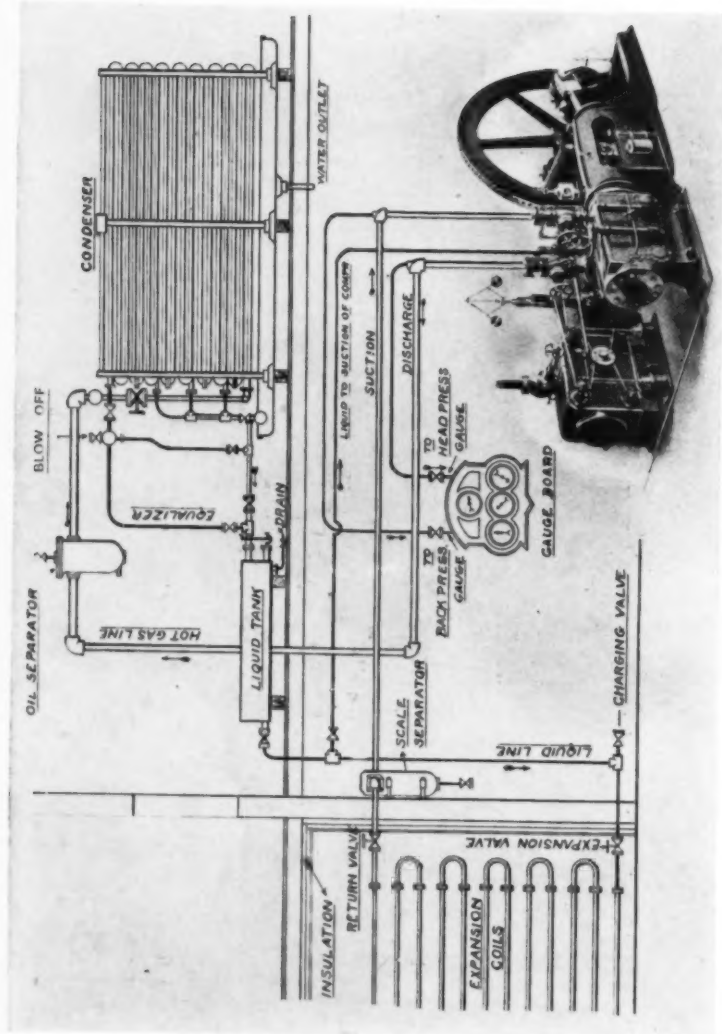 BLOW OFF
CONDENSER
OIL SEPARATOR
EQUALIZER
HOT GAS LINE
LIQUID TANK
DRAIN
WATER OUTLET
LIQUID TO SUCTION OF COMPR
SUCTION
DISCHARGE
TO
BACK PRESS
GAUGE
TO
HEAD PRESS
GAUGE
GAUGE BOARD
SCALE
SEPARATOR
LIQUID LINE
CHARGING VALVE
INSULATION
RETURN VALVE
EXPANSION VALVE
EXPANSION
COILS